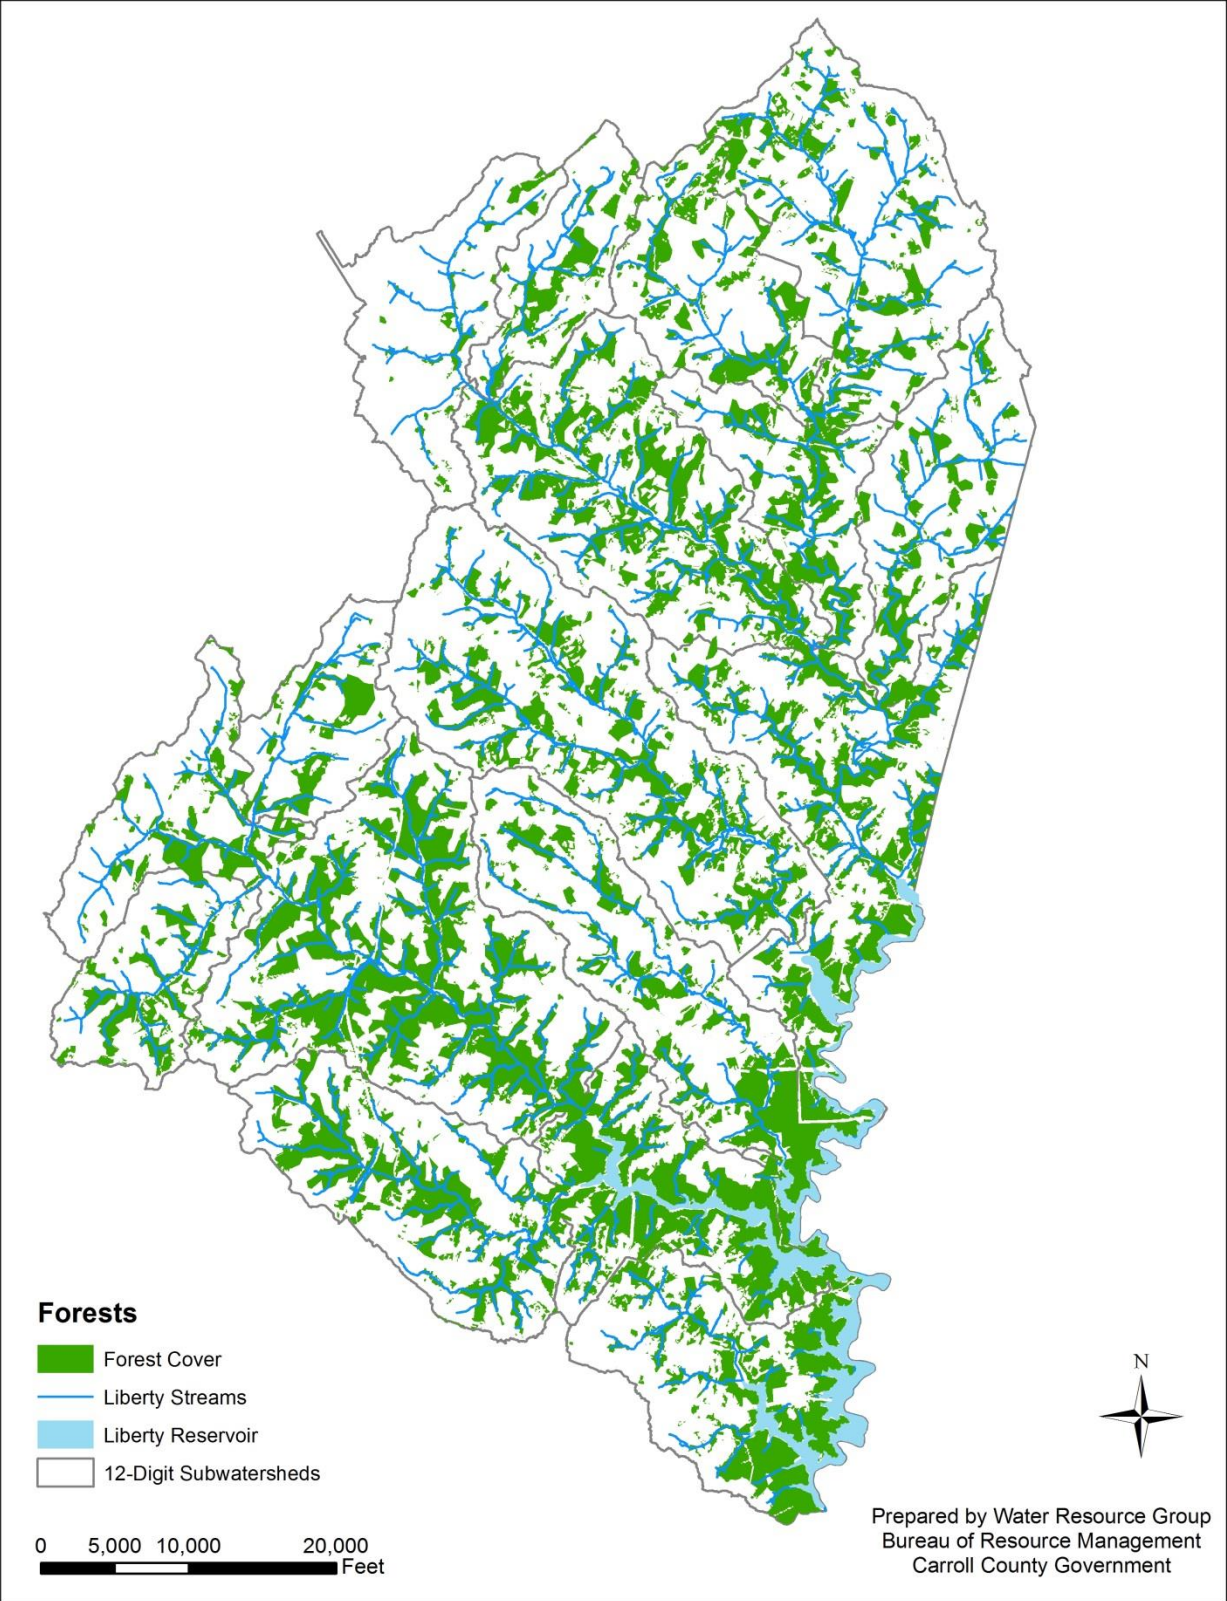 N
Forests
Forest Cover
Liberty Streams
Liberty Reservoir
12-Digit Subwatersheds
0 5,000 10,000 20,000
Feet
Prepared by Water Resource Group
Bureau of Resource Management
Carroll County Government